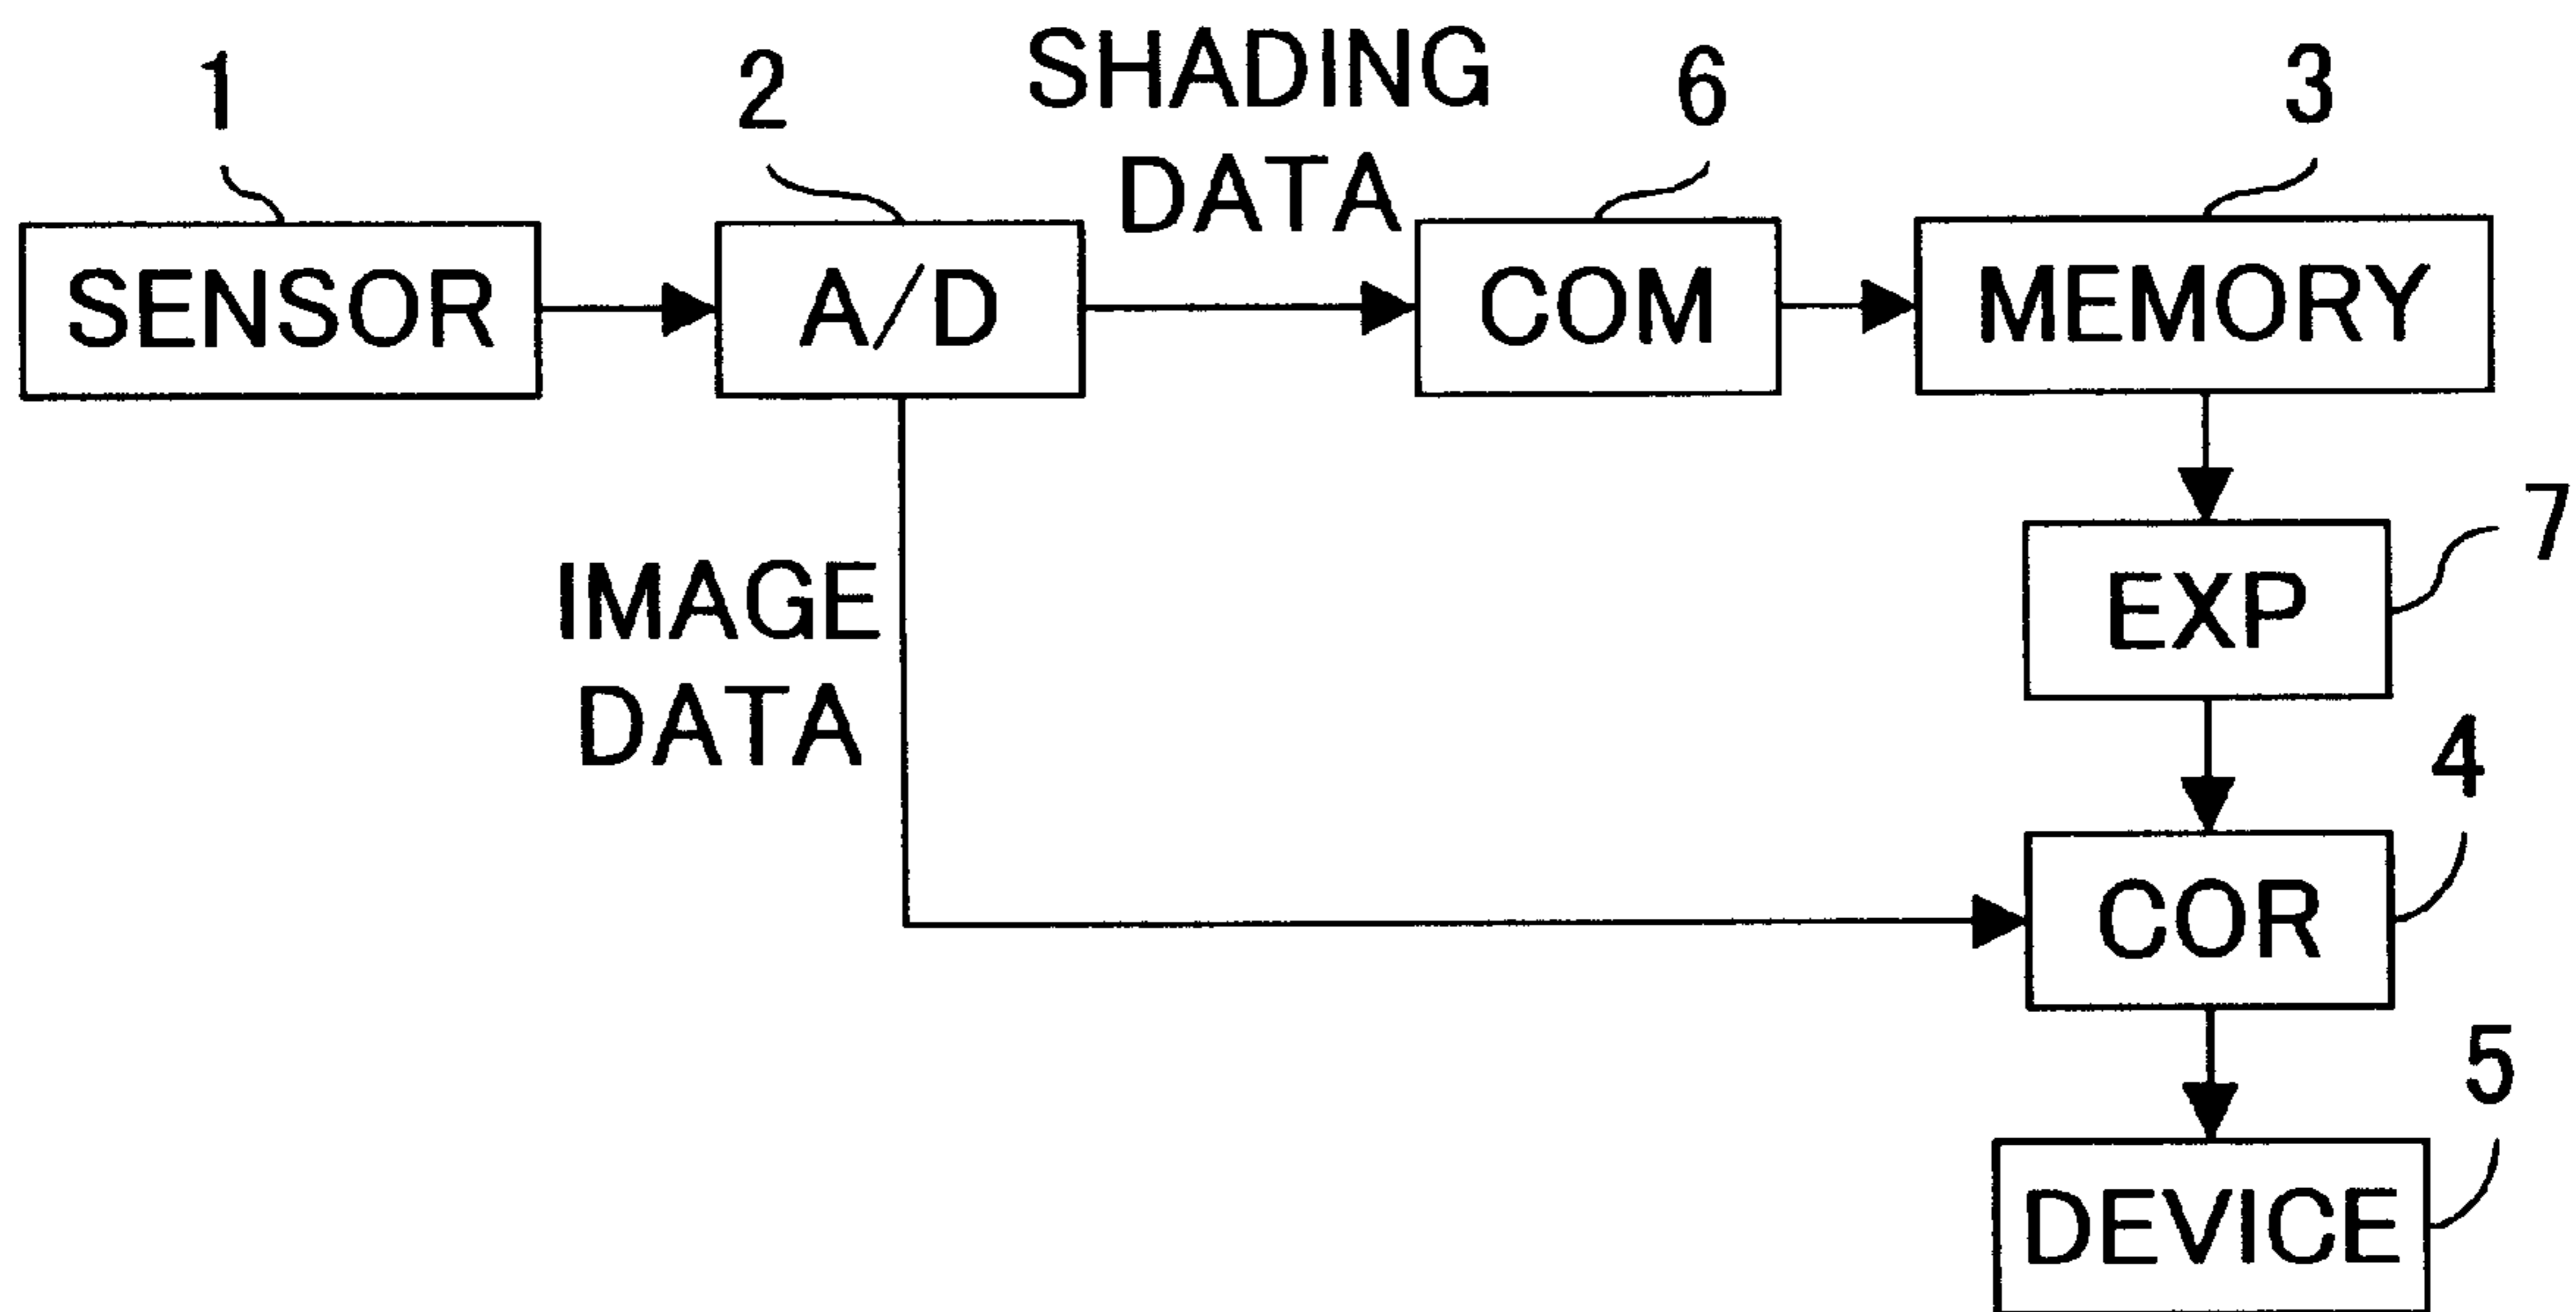 1
2
SHADING
DATA
6
3
SENSOR
A/D
COM
MEMORY
7
EXP
IMAGE
DATA
4
COR
5
DEVICE